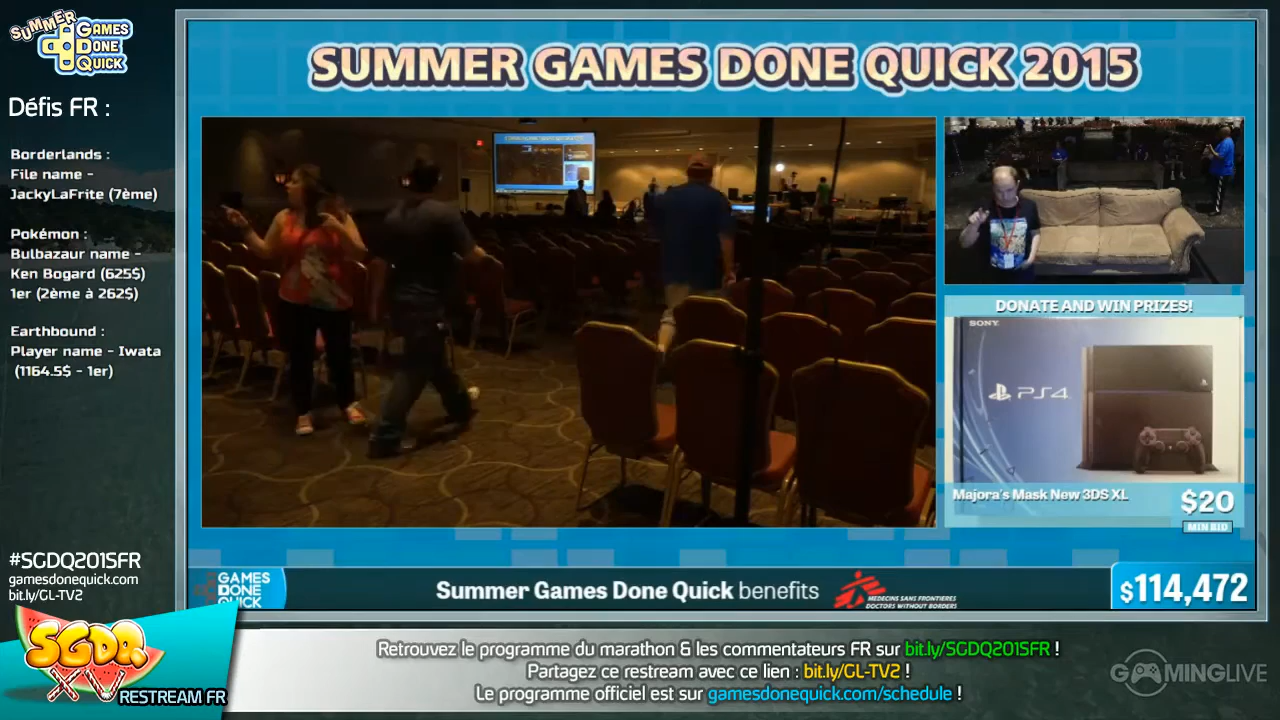 SUMMER
GAMES
DONE
QUICK
Défis FR :
Borderlands :
File name -
JackyLaFrite (7ème)
Pokémon :
Bulbazaur name -
Ken Bogard (625$)
1er (2ème à 262$)
Earthbound :
Player name - Iwata
(1164.5$ - 1er)
#SGDQ2015FR
gamesdonequick.com
bit.ly/GL-TV2
SUMMER GAMES DONE QUICK 2015
DONATE AND WIN PRIZES!
SONY
PS4
Majora's Mask New 3DS XL
$20
MIN BID
GAMES
DONE
QUICK
Summer Games Done Quick benefits
MEDECINS SANS FRONTIERES
DOCTORS WITHOUT BORDERS
$114,472
SGDQ
XV
RESTREAM FR
Retrouvez le programme du marathon & les commentateurs FR sur bit.ly/SGDQ2015FR !
Partagez ce restream avec ce lien : bit.ly/GL-TV2 !
Le programme officiel est sur gamesdonequick.com/schedule !
GAMINGLIVE